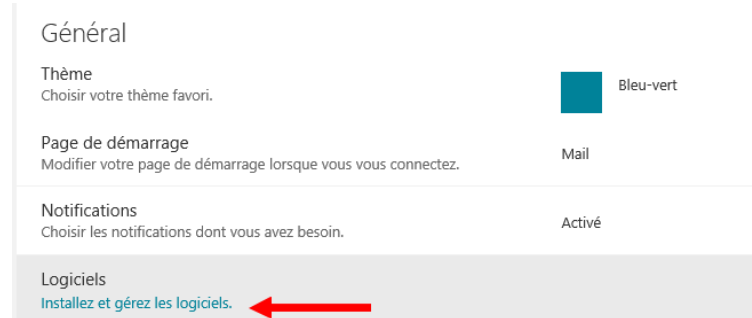 Général
Thème
Choisir votre thème favori.
Bleu-vert
Page de démarrage
Modifier votre page de démarrage lorsque vous vous connectez.
Mail
Notifications
Choisir les notifications dont vous avez besoin.
Activé
Logiciels
Installez et gérez les logiciels.